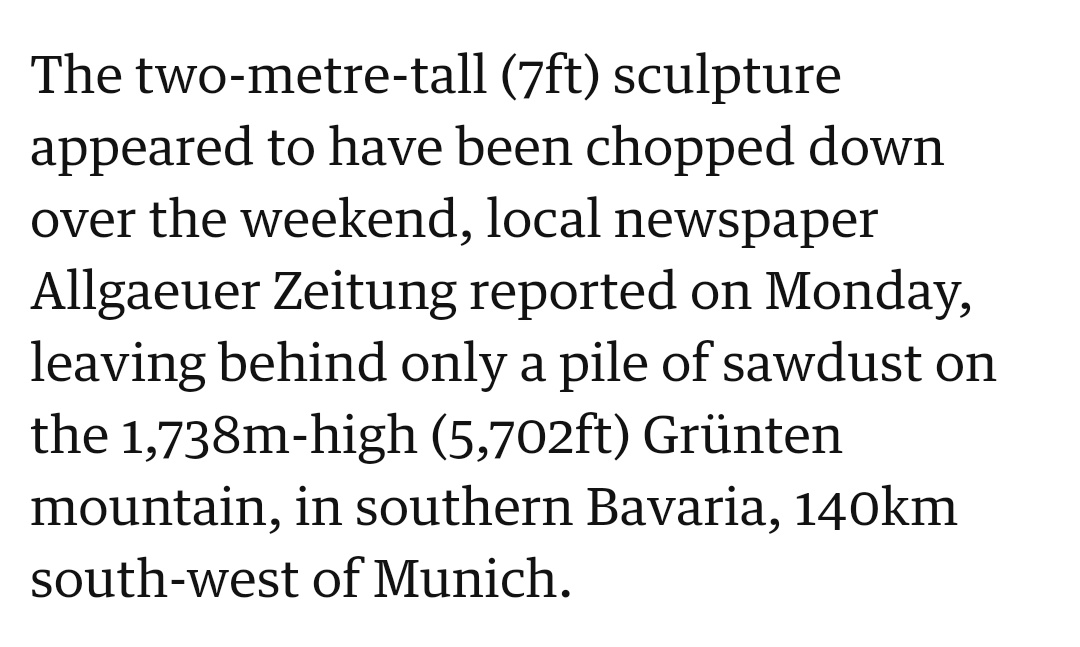 The two-metre-tall (7ft) sculpture
appeared to have been chopped down
over the weekend, local newspaper
Allgaeuer Zeitung reported on Monday,
leaving behind only a pile of sawdust on
the 1,738m-high (5,702ft) Grünten
mountain, in southern Bavaria, 140km
south-west of Munich.